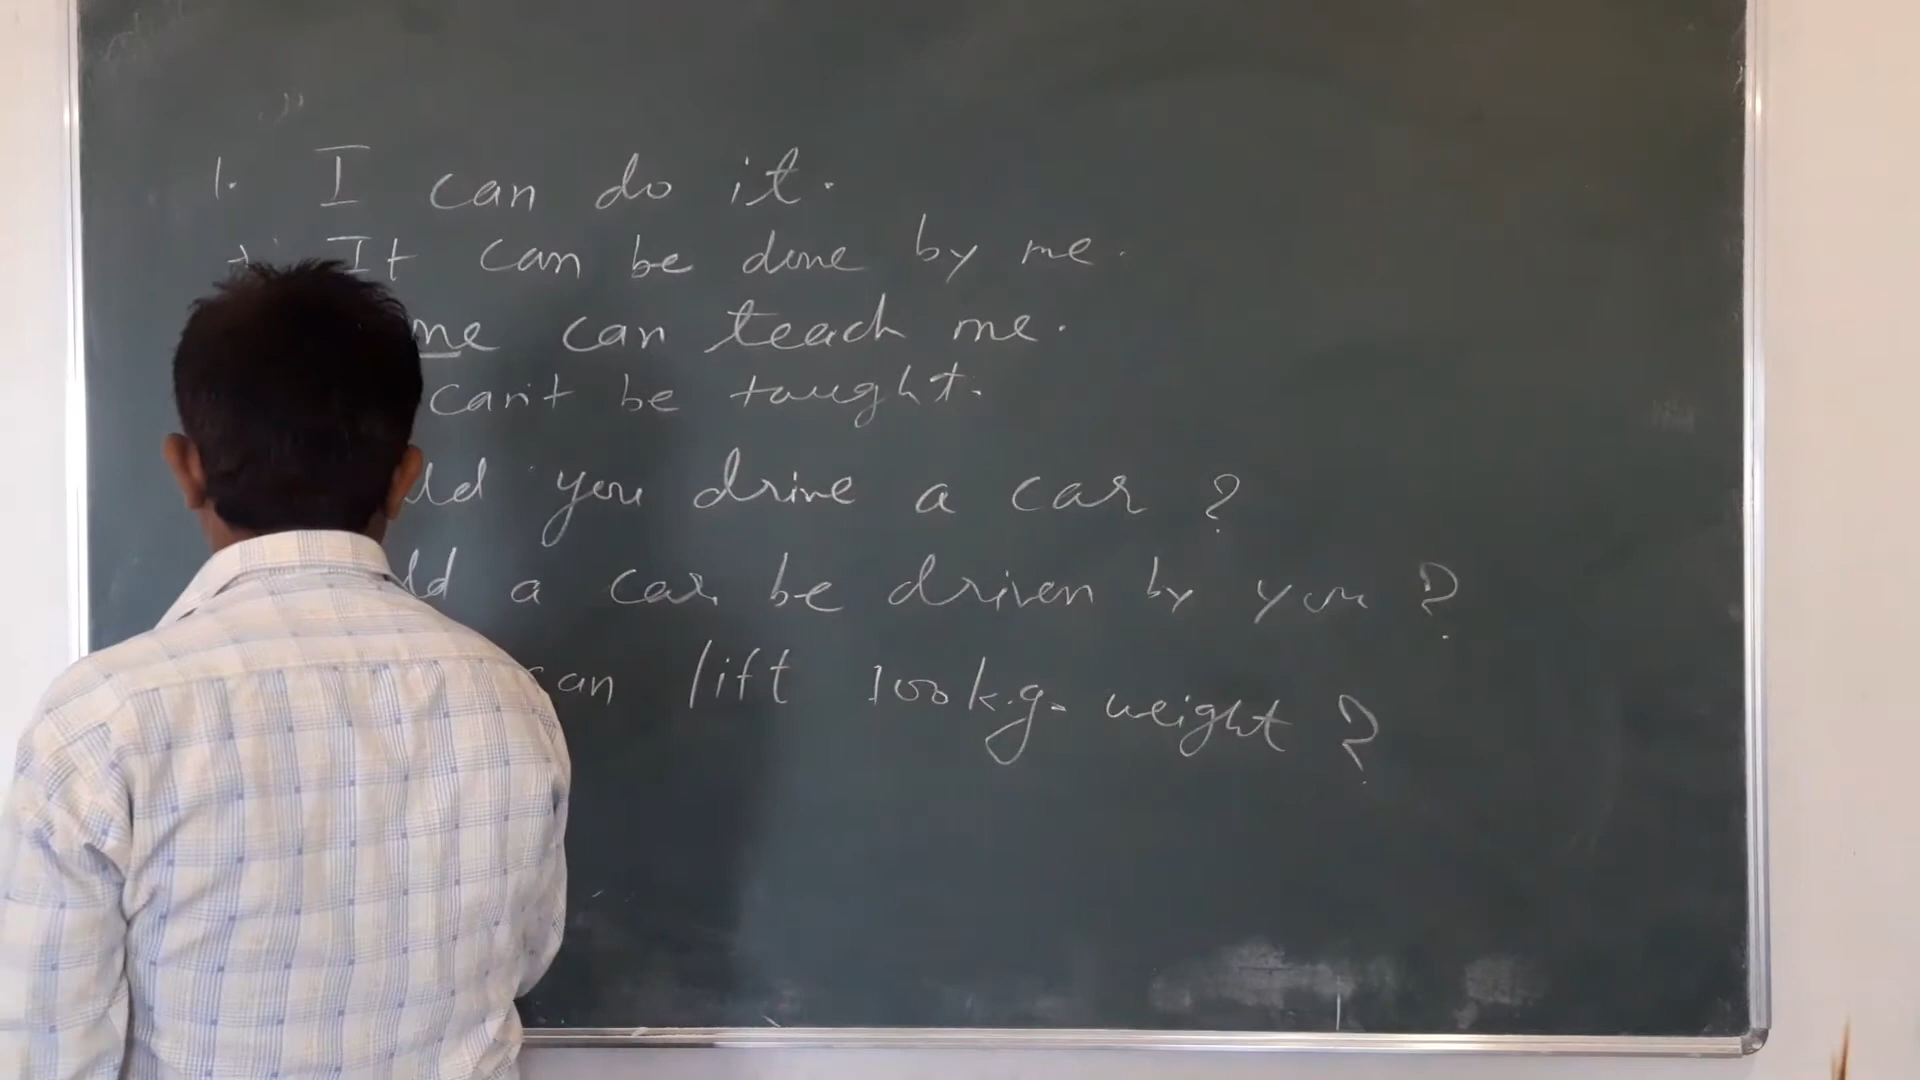 1. I can do it.
It can be done by me.
me can teach me.
can't be taught.
you drive a car ?
a car be driven by you ?
can lift 100 k.g. weight ?